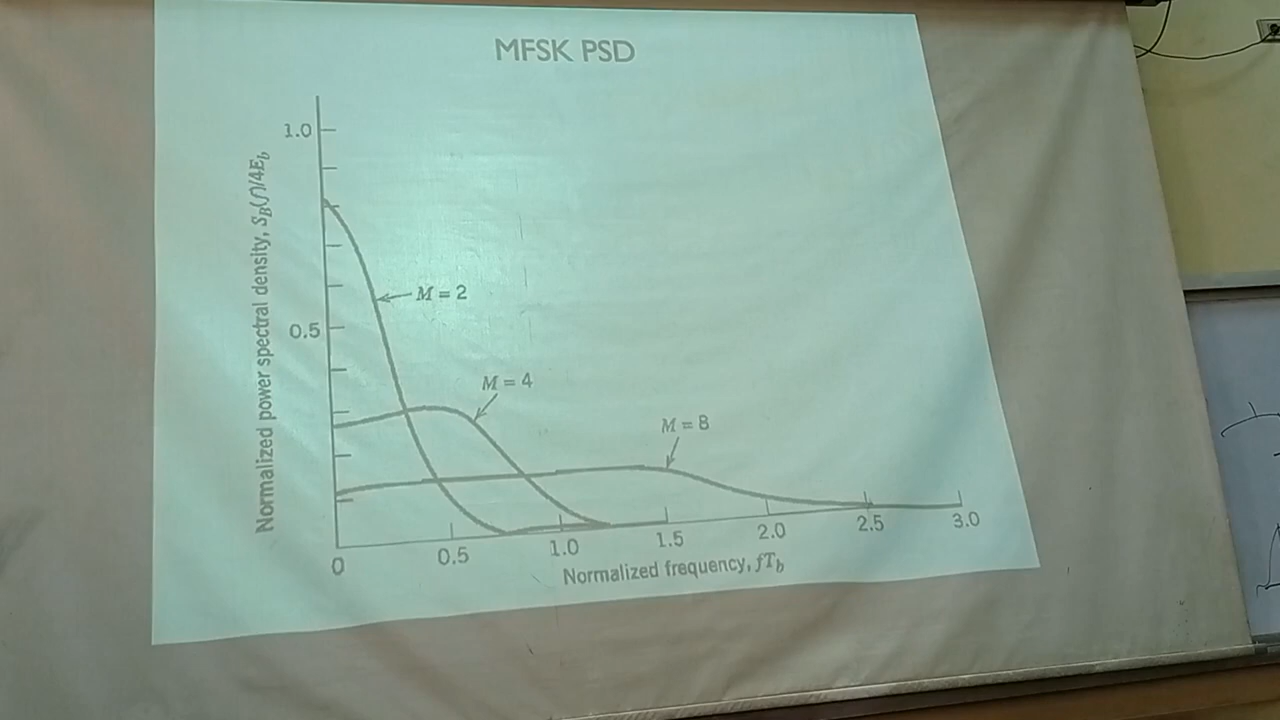 MFSK PSD
1.0
0.5
Normalized power spectral density, S_B(f)/4E_b
M = 2
M = 4
M = 8
0
0.5
1.0
1.5
2.0
2.5
3.0
Normalized frequency, fT_b